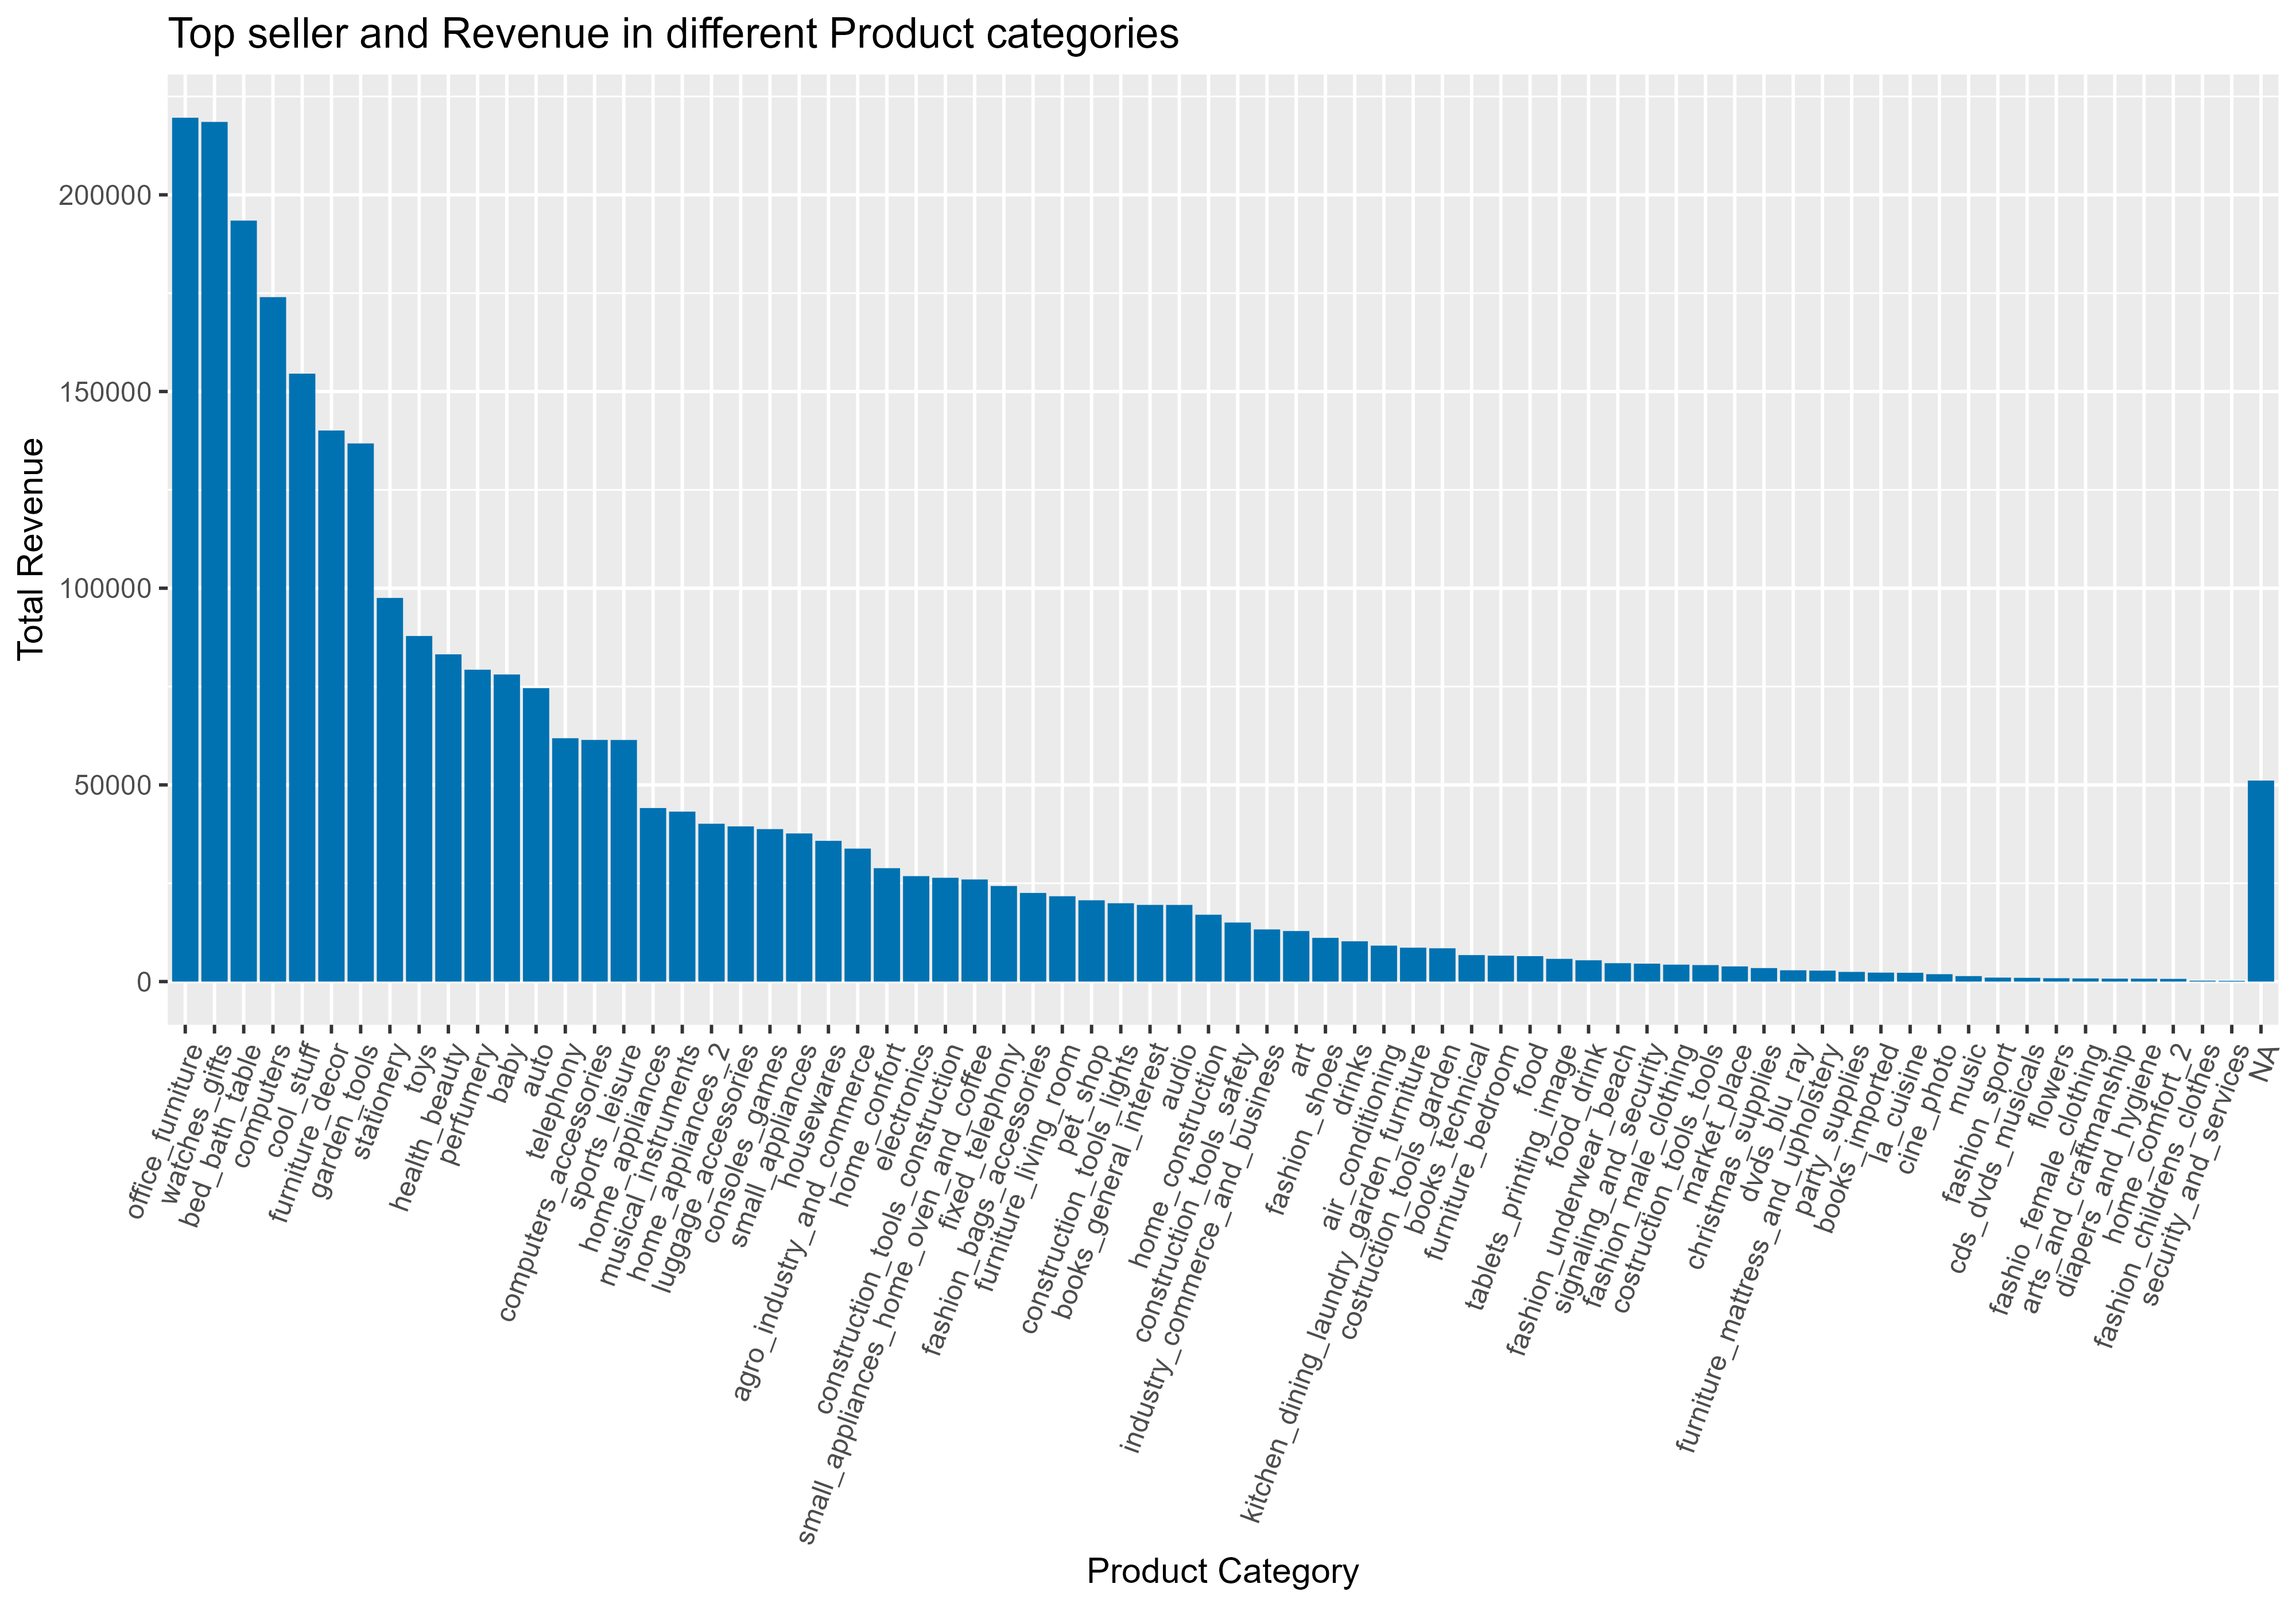 Top seller and Revenue in different Product categories
Total Revenue
200000
150000
100000
50000
0
office_furniture
watches_gifts
bed_bath_table
computers
cool_stuff
furniture_decor
garden_tools
stationery
toys
health_beauty
perfumery
baby
auto
telephony
computers_accessories
sports_leisure
home_appliances
musical_instruments
home_appliances_2
luggage_accessories
consoles_games
small_appliances
housewares
agro_industry_and_commerce
home_confort
electronics
construction_tools_construction
small_appliances_home_oven_and_coffee
fixed_telephony
fashion_bags_accessories
furniture_living_room
pet_shop
construction_tools_lights
books_general_interest
audio
home_construction
construction_tools_safety
industry_commerce_and_business
art
fashion_shoes
drinks
air_conditioning
kitchen_dining_laundry_garden_furniture
costruction_tools_garden
books_technical
furniture_bedroom
food
tablets_printing_image
food_drink
fashion_underwear_beach
signaling_and_security
fashion_male_clothing
costruction_tools_tools
market_place
christmas_supplies
dvds_blu_ray
furniture_mattress_and_upholstery
party_supplies
books_imported
la_cuisine
cine_photo
music
fashion_sport
cds_dvds_musicals
flowers
fashio_female_clothing
arts_and_craftmanship
diapers_and_hygiene
home_comfort_2
fashion_childrens_clothes
security_and_services
NA
Product Category